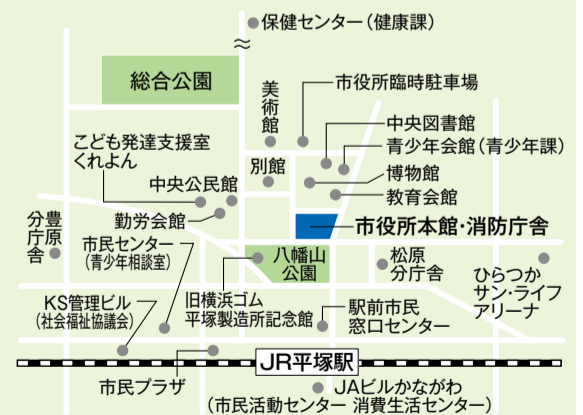 保健センター（健康課）
総合公園
美術館
市役所臨時駐車場
中央図書館
青少年会館（青少年課）
こども発達支援室
くれよん
別館
博物館
中央公民館
教育会館
勤労会館
市役所本館・消防庁舎
豊原
分庁舎
市民センター
（青少年相談室）
八幡山
公園
松原
分庁舎
ひらつか
サン・ライフ
アリーナ
KS管理ビル
（社会福祉協議会）
旧横浜ゴム
平塚製造所記念館
駅前市民
窓口センター
JR平塚駅
市民プラザ
JAビルかながわ
（市民活動センター 消費生活センター）